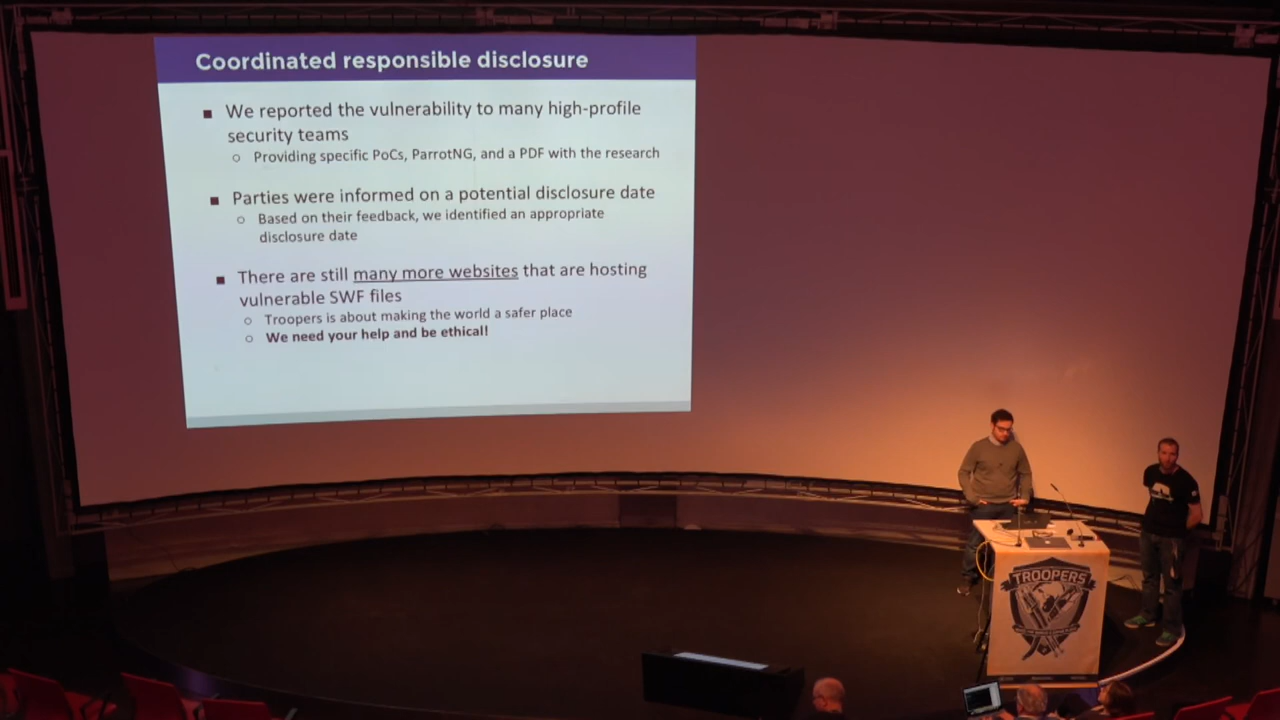 Coordinated responsible disclosure
We reported the vulnerability to many high-profile
security teams
Providing specific PoCs, ParrotNG, and a PDF with the research
Parties were informed on a potential disclosure date
Based on their feedback, we identified an appropriate
disclosure date
There are still many more websites that are hosting
vulnerable SWF files
Troopers is about making the world a safer place
We need your help and be ethical!
TROOPERS